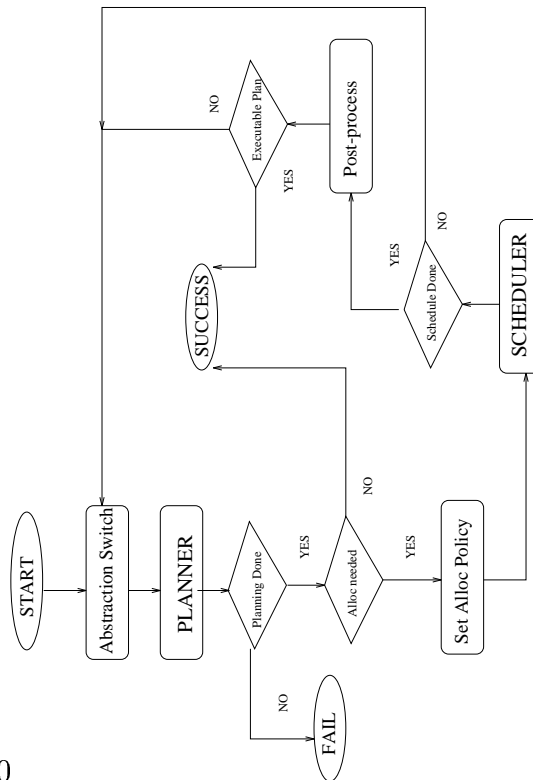 START
Abstraction Switch
PLANNER
Planning Done
YES
NO
FAIL
Alloc needed
NO
YES
Set Alloc Policy
SCHEDULER
Schedule Done
NO
YES
Post-process
Executable Plan
NO
YES
SUCCESS
0